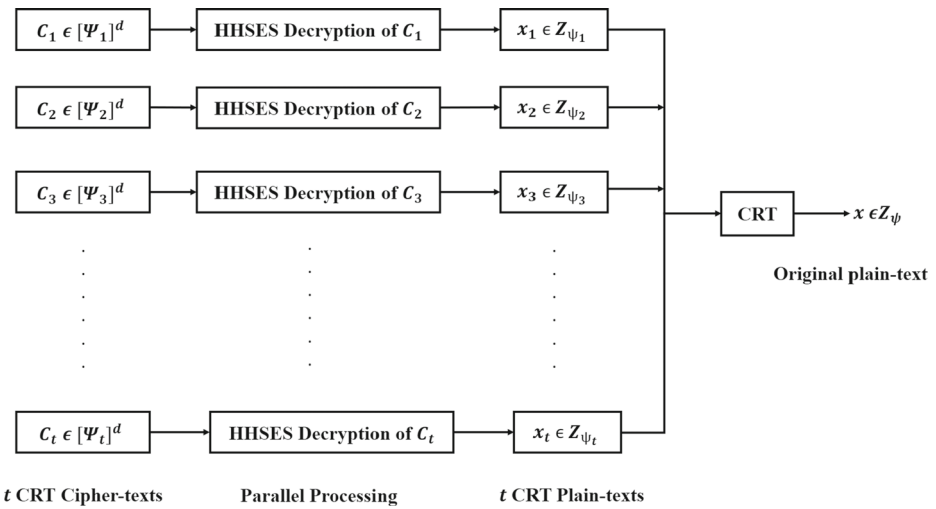 C₁ ϵ [Ψ₁]ᵈ HHSES Decryption of C₁ x₁ ∈ Z_ψ₁
C₂ ϵ [Ψ₂]ᵈ HHSES Decryption of C₂ x₂ ∈ Z_ψ₂
C₃ ϵ [Ψ₃]ᵈ HHSES Decryption of C₃ x₃ ∈ Z_ψ₃
CRT x ϵZ_ψ
Original plain-text
Cₜ ϵ [Ψₜ]ᵈ HHSES Decryption of Cₜ xₜ ∈ Z_ψₜ
t CRT Cipher-texts Parallel Processing t CRT Plain-texts